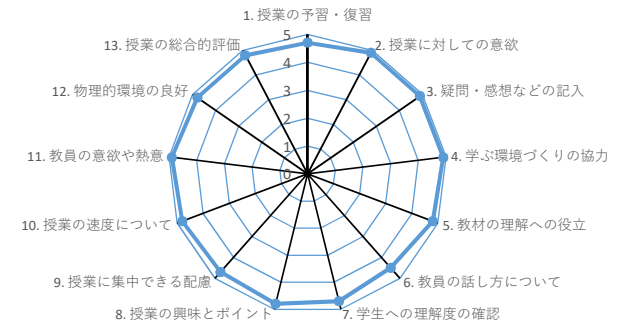 1. 授業の予習・復習
2. 授業に対しての意欲
3. 疑問・感想などの記入
4. 学ぶ環境づくりの協力
5. 教材の理解への役立
6. 教員の話し方について
7. 学生への理解度の確認
8. 授業の興味とポイント
9. 授業に集中できる配慮
10. 授業の速度について
11. 教員の意欲や熱意
12. 物理的環境の良好
13. 授業の総合的評価
5
4
3
2
1
0